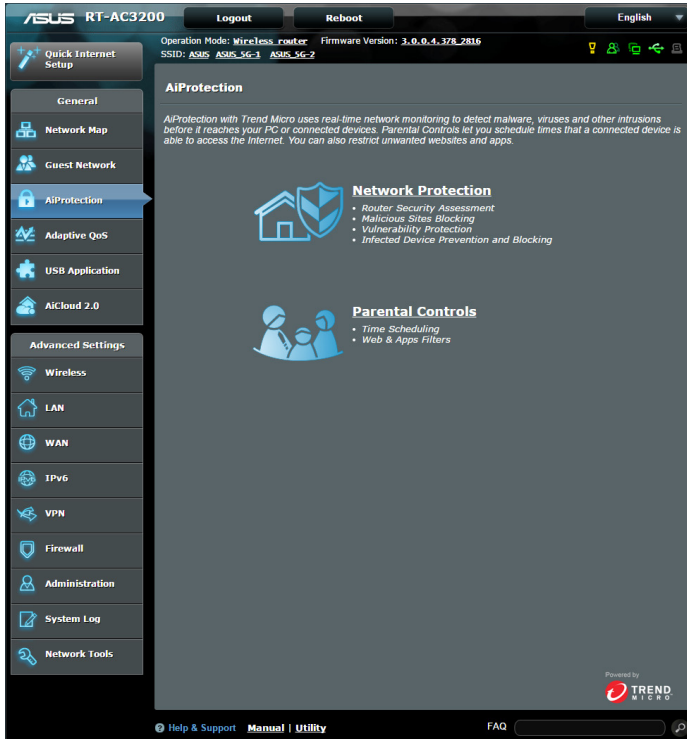 ASUS RT-AC3200
Logout
Reboot
English
Quick Internet
Setup
Operation Mode: Wireless router Firmware Version: 3.0.0.4.378_2816
SSID: ASUS ASUS_5G-1 ASUS_5G-2
General
Network Map
Guest Network
AiProtection
Adaptive QoS
USB Application
AiCloud 2.0
Advanced Settings
Wireless
LAN
WAN
IPv6
VPN
Firewall
Administration
System Log
Network Tools
AiProtection
AiProtection with Trend Micro uses real-time network monitoring to detect malware, viruses and other intrusions
before it reaches your PC or connected devices. Parental Controls let you schedule times that a connected device is
able to access the Internet. You can also restrict unwanted websites and apps.
Network Protection
• Router Security Assessment
• Malicious Sites Blocking
• Vulnerability Protection
• Infected Device Prevention and Blocking
Parental Controls
• Time Scheduling
• Web & Apps Filters
Powered by
TREND
MICRO
Help & Support Manual | Utility
FAQ